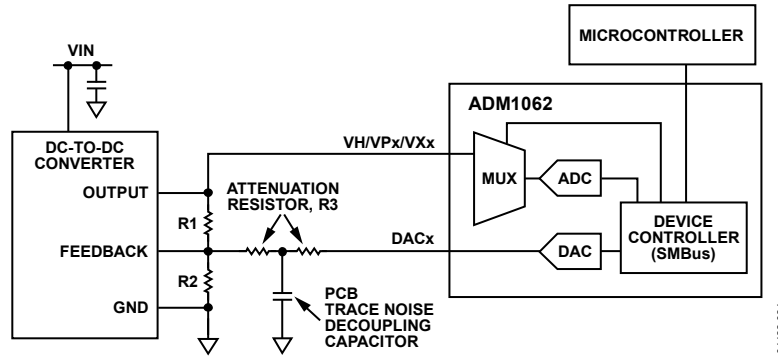 MICROCONTROLLER
VIN
ADM1062
DC-TO-DC
CONVERTER
VH/VPx/VXx
MUX
ADC
OUTPUT
ATTENUATION
RESISTOR, R3
R1
DEVICE
CONTROLLER
(SMBus)
FEEDBACK
DACx
DAC
R2
GND
PCB
TRACE NOISE
DECOUPLING
CAPACITOR